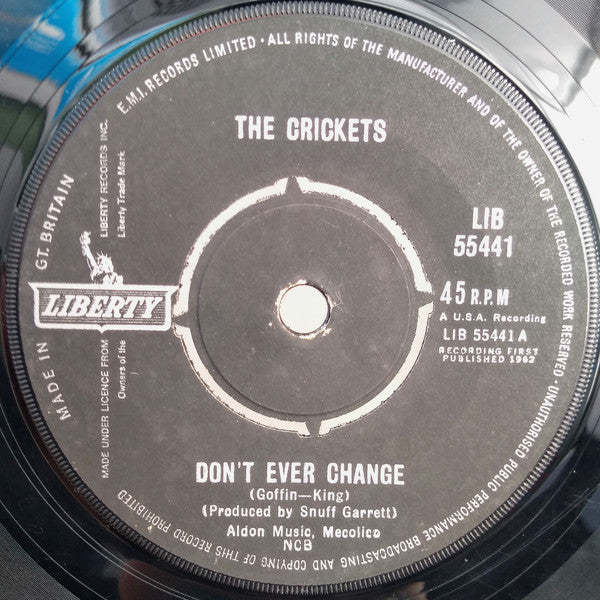 E.M.I. RECORDS LIMITED · ALL RIGHTS OF THE MANUFACTURER AND OF THE OWNER OF THE RECORDED WORK RESERVED · UNAUTHORISED PUBLIC PERFORMANCE BROADCASTING AND COPYING OF THIS RECORD PROHIBITED
MADE IN GT. BRITAIN
THE CRICKETS
LIBERTY RECORDS INC.
Liberty Trade Mark
LIBERTY
MADE UNDER LICENCE FROM
Owners of the
LIB
55441
45 R.P.M
A U.S.A. Recording
LIB 55441 A
RECORDING FIRST
PUBLISHED 1962
DON'T EVER CHANGE
(Goffin—King)
(Produced by Snuff Garrett)
Aldon Music, Mecolico
NCB